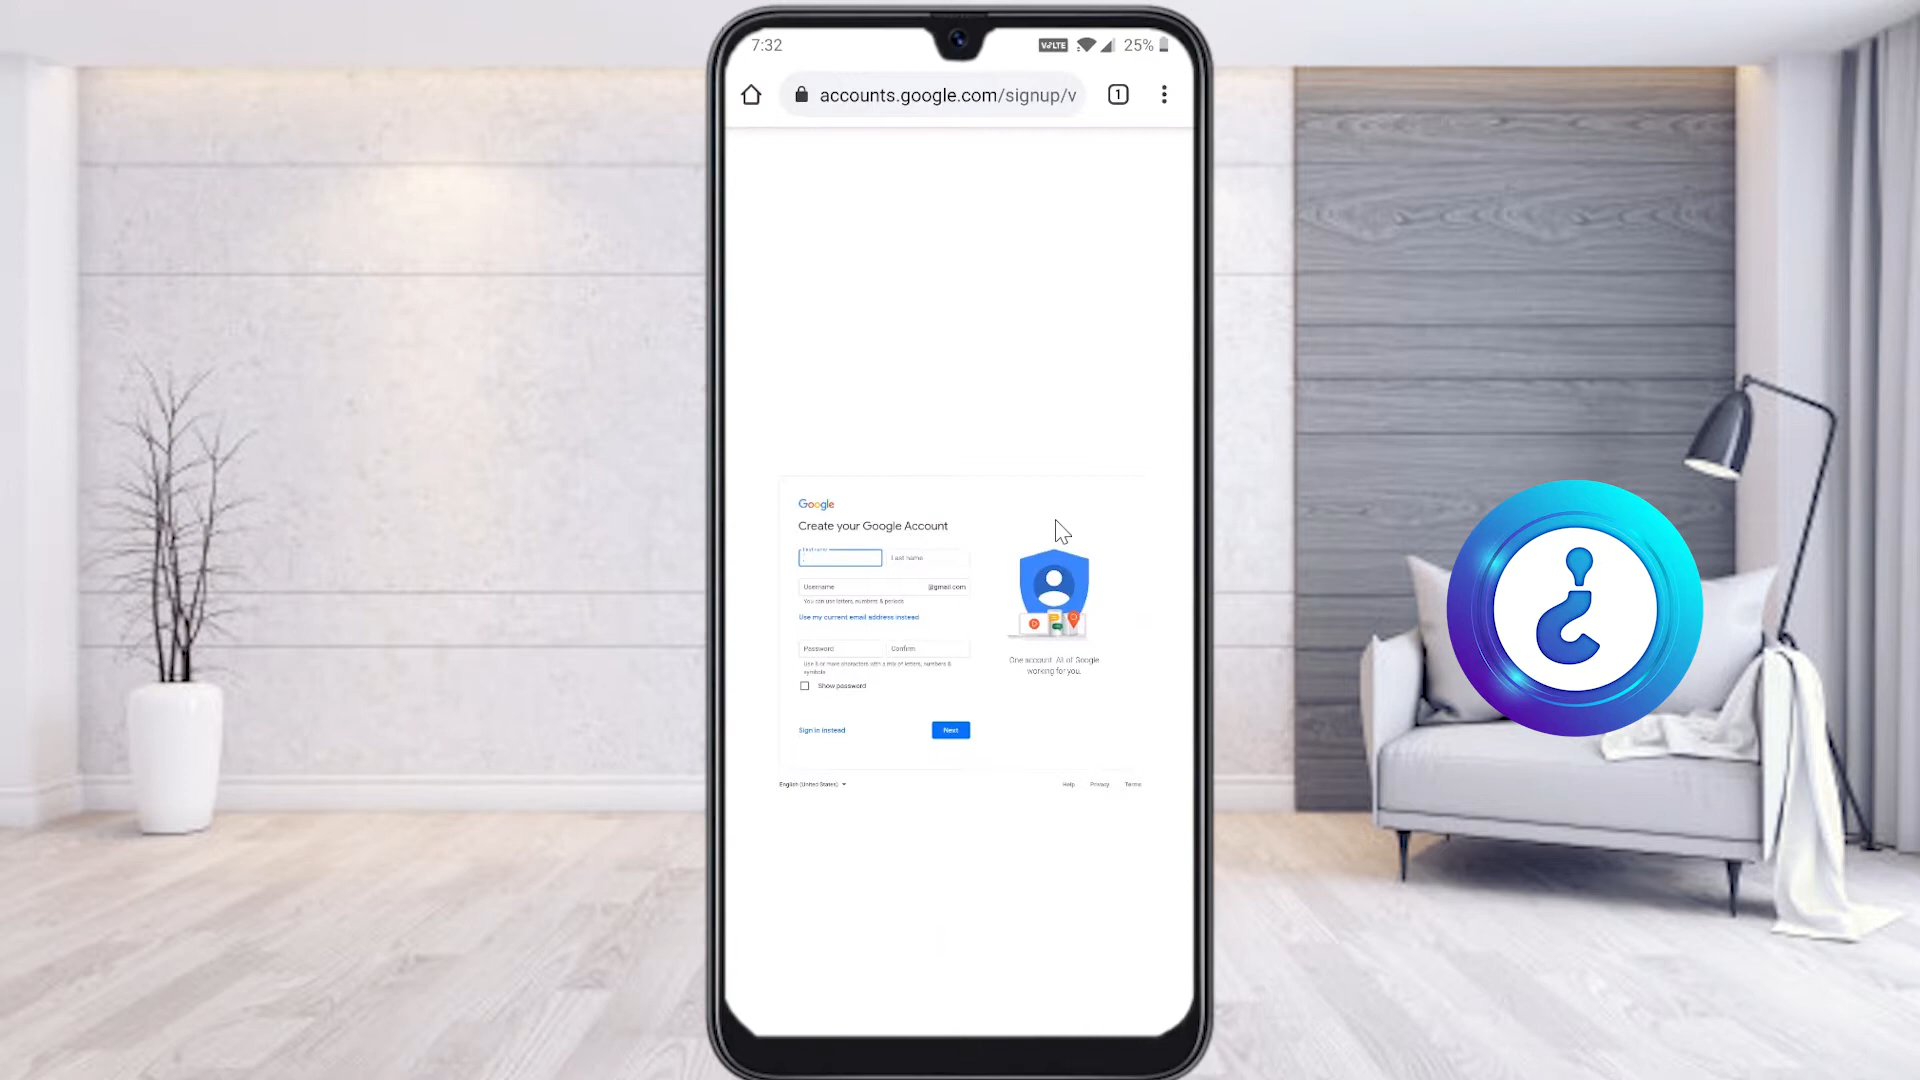 7:32
VoLTE
25%
accounts.google.com/signup/v
1
Google
Create your Google Account
First name
Last name
Username
@gmail.com
You can use letters, numbers & periods
Use my current email address instead
Password
Confirm
Use 8 or more characters with a mix of letters, numbers &
symbols
Show password
One account. All of Google
working for you.
Sign in instead
Next
English (United States)
Help
Privacy
Terms